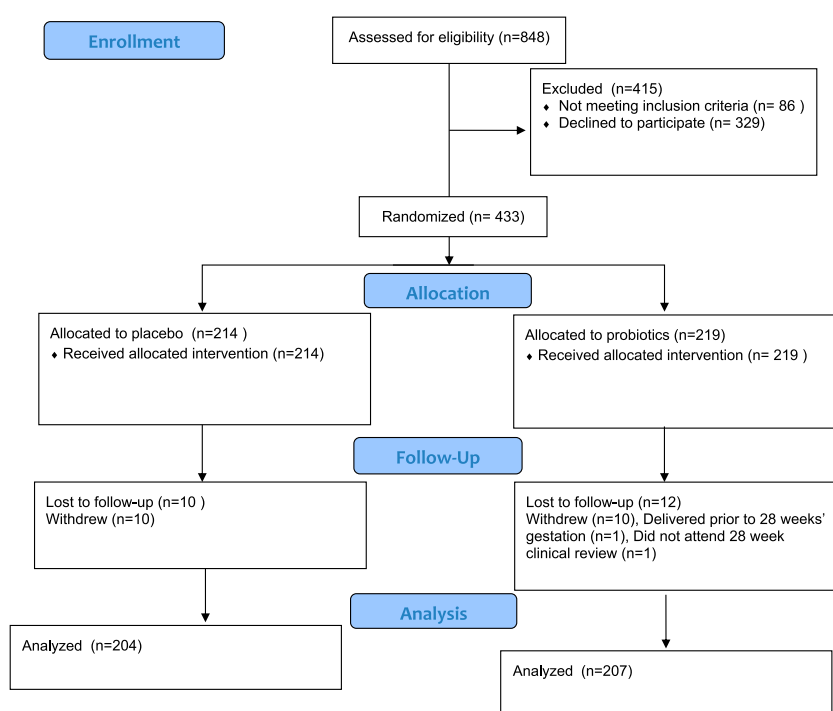 Enrollment
Assessed for eligibility (n=848)
Excluded (n=415)
♦ Not meeting inclusion criteria (n= 86 )
♦ Declined to participate (n= 329)
Randomized (n= 433)
Allocation
Allocated to placebo (n=214 )
♦ Received allocated intervention (n=214)
Allocated to probiotics (n=219)
♦ Received allocated intervention (n= 219 )
Follow-Up
Lost to follow-up (n=10 )
Withdrew (n=10)
Lost to follow-up (n=12)
Withdrew (n=10), Delivered prior to 28 weeks'
gestation (n=1), Did not attend 28 week
clinical review (n=1)
Analysis
Analyzed (n=204)
Analyzed (n=207)